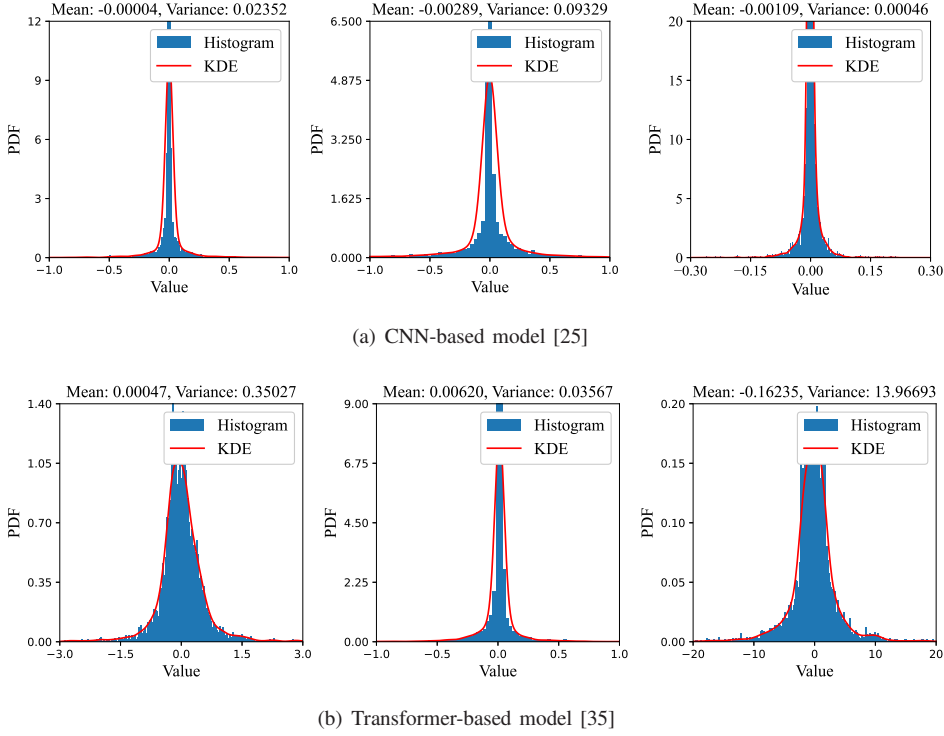 Mean: -0.00004, Variance: 0.02352
12
9
6
3
0
PDF
Histogram
KDE
−1.0 −0.5 0.0 0.5 1.0
Value
Mean: -0.00289, Variance: 0.09329
6.500
4.875
3.250
1.625
0.000
PDF
Histogram
KDE
−1.0 −0.5 0.0 0.5 1.0
Value
Mean: -0.00109, Variance: 0.00046
20
15
10
5
0
PDF
Histogram
KDE
−0.30 −0.15 0.00 0.15 0.30
Value
(a) CNN-based model [25]
Mean: 0.00047, Variance: 0.35027
1.40
1.05
0.70
0.35
0.00
PDF
Histogram
KDE
−3.0 −1.5 0.0 1.5 3.0
Value
Mean: 0.00620, Variance: 0.03567
9.00
6.75
4.50
2.25
0.00
PDF
Histogram
KDE
−1.0 −0.5 0.0 0.5 1.0
Value
Mean: -0.16235, Variance: 13.96693
0.20
0.15
0.10
0.05
0.00
PDF
Histogram
KDE
−20 −10 0 10 20
Value
(b) Transformer-based model [35]